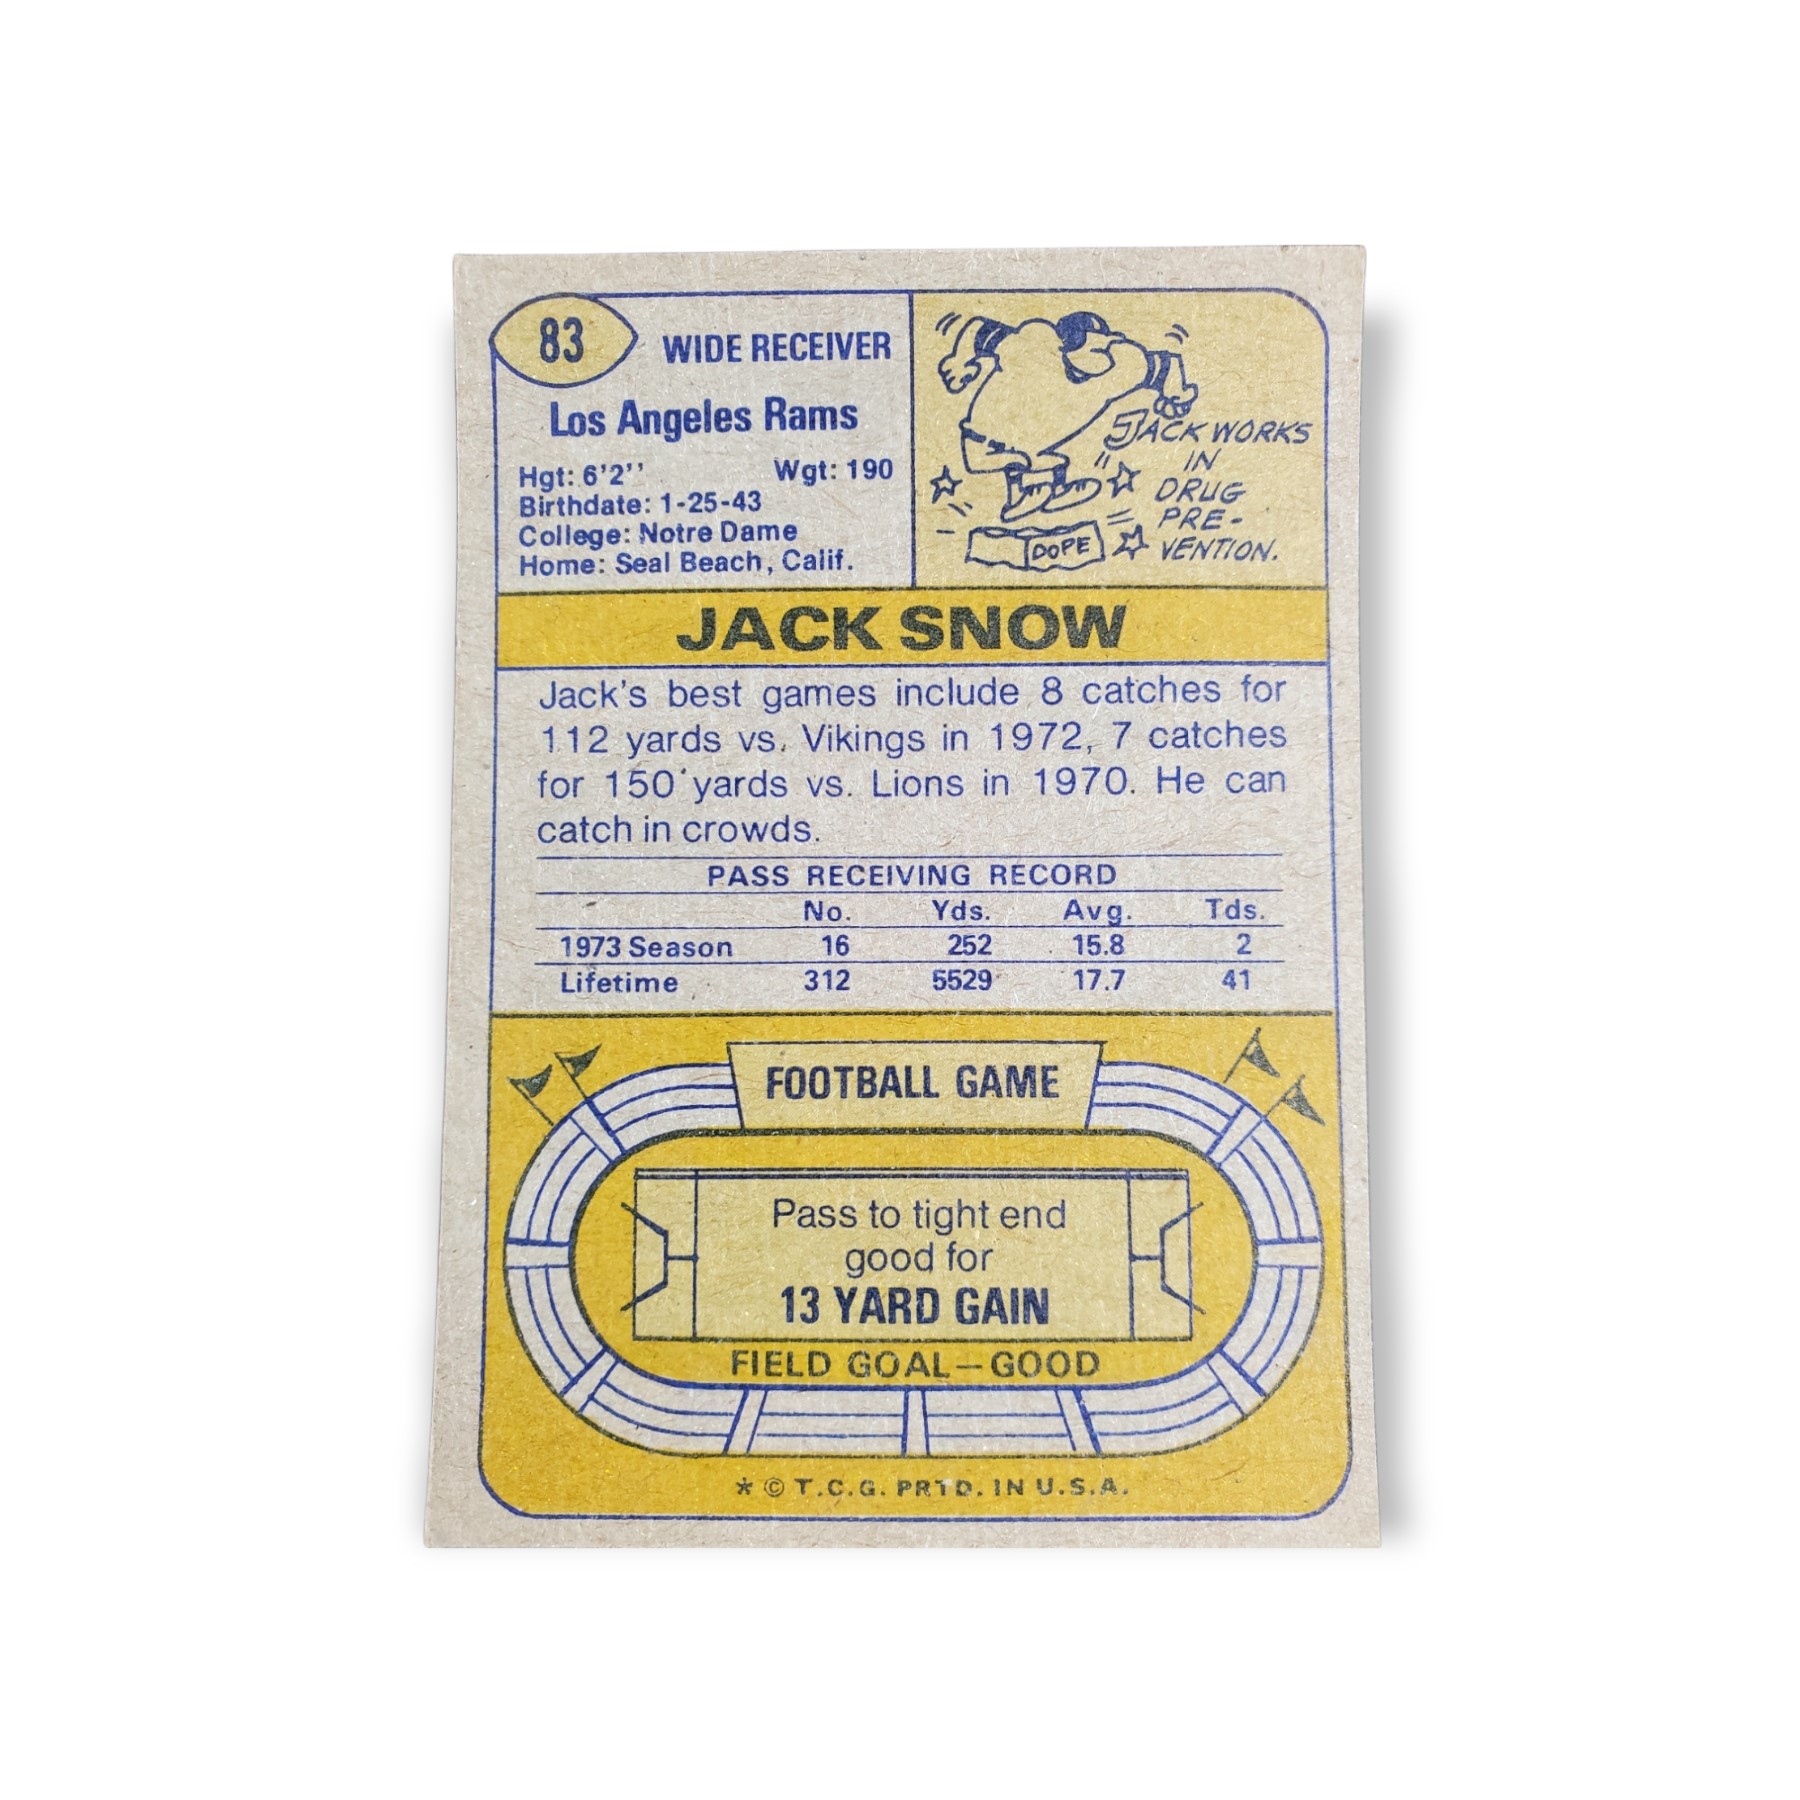 83
WIDE RECEIVER
Los Angeles Rams
Hgt: 6'2'' Wgt: 190
Birthdate: 1-25-43
College: Notre Dame
Home: Seal Beach, Calif.
JACK WORKS
IN
DRUG
PRE-
VENTION.
DOPE
JACK SNOW
Jack's best games include 8 catches for
112 yards vs. Vikings in 1972, 7 catches
for 150 yards vs. Lions in 1970. He can
catch in crowds.
PASS RECEIVING RECORD
No. Yds. Avg. Tds.
1973 Season 16 252 15.8 2
Lifetime 312 5529 17.7 41
FOOTBALL GAME
Pass to tight end
good for
13 YARD GAIN
FIELD GOAL—GOOD
* © T.C.G. PRTD. IN U.S.A.